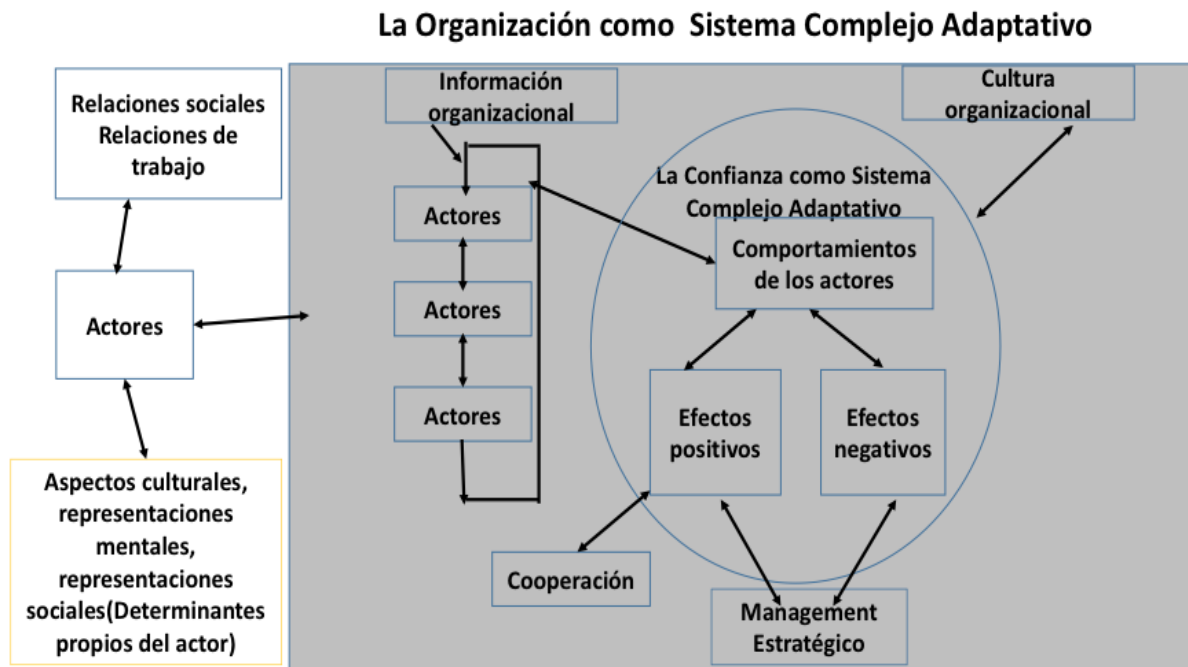 La Organización como  Sistema Complejo Adaptativo
Relaciones sociales
Relaciones de
trabajo
Actores
Aspectos culturales,
representaciones
mentales,
representaciones
sociales(Determinantes
propios del actor)
Información
organizacional
Actores
Actores
Actores
Cultura
organizacional
La Confianza como Sistema
Complejo Adaptativo
Comportamientos
de los actores
Efectos
positivos
Efectos
negativos
Cooperación
Management
Estratégico